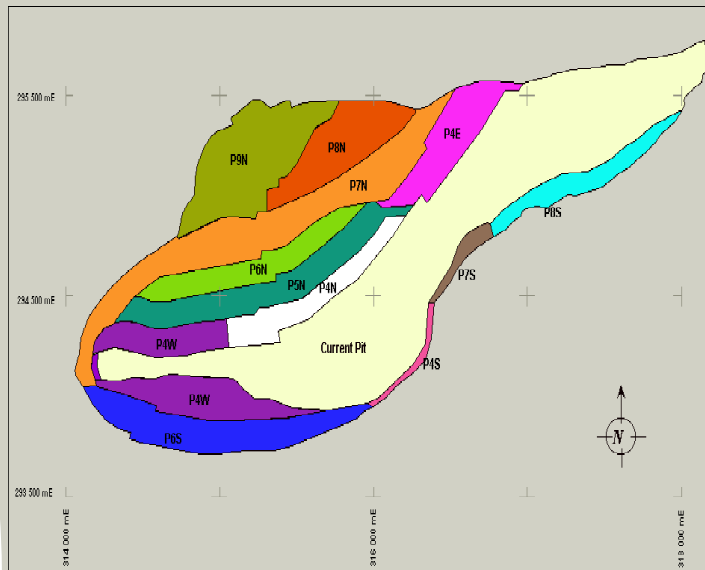 295 500 mE
P4E
P8N
P9N
P7N
P8S
P6N
P7S
P5N
P4N
294 500 mE
P4W
Current Pit
P4S
P4W
P6S
N
293 500 mE
314 000 mE
316 000 mE
318 000 mE